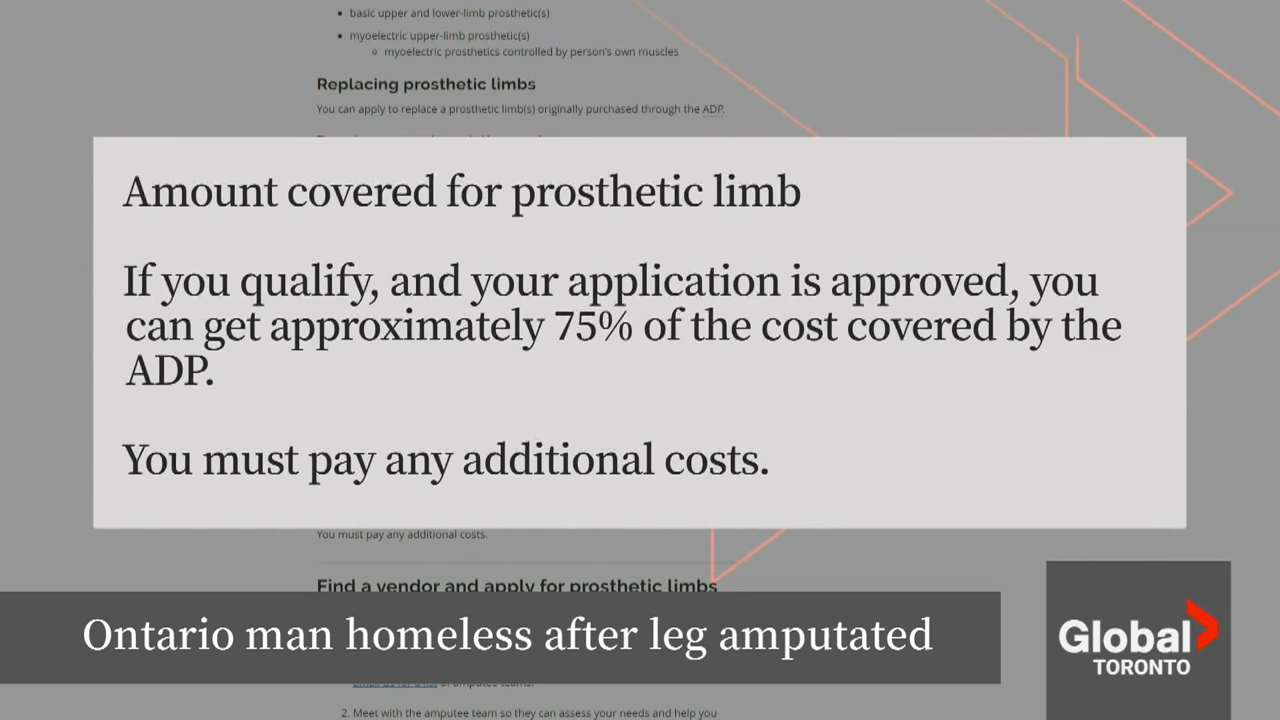 • basic upper and lower-limb prosthetic(s)
• myoelectric upper-limb prosthetic(s)
○ myoelectric prosthetics controlled by person's own muscles
Replacing prosthetic limbs
You can apply to replace a prosthetic limb(s) originally purchased through the ADP.
Amount covered for prosthetic limb
If you qualify, and your application is approved, you
can get approximately 75% of the cost covered by the
ADP.
You must pay any additional costs.
You must pay any additional costs.
Find a vendor and apply for prosthetic limbs
Ontario man homeless after leg amputated
Global
TORONTO
of amputee teams.
2. Meet with the amputee team so they can assess your needs and help you